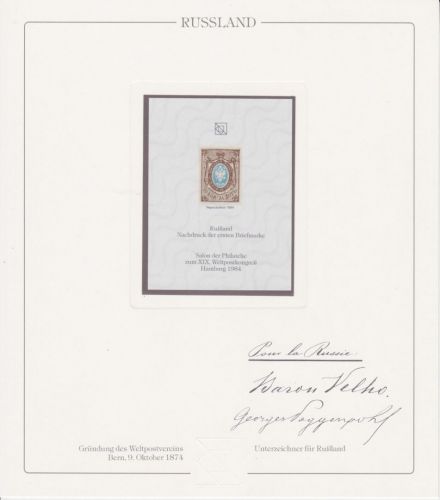 RUSSLAND
Rußland
Nachdruck der ersten Briefmarke
Salon der Philatelie
zum XIX. Weltpostkongreß
Hamburg 1984
Pour la Russie:
Baron Velho.
Georges Poggenpohl
Gründung des Weltpostvereins
Bern, 9. Oktober 1874
Unterzeichner für Rußland